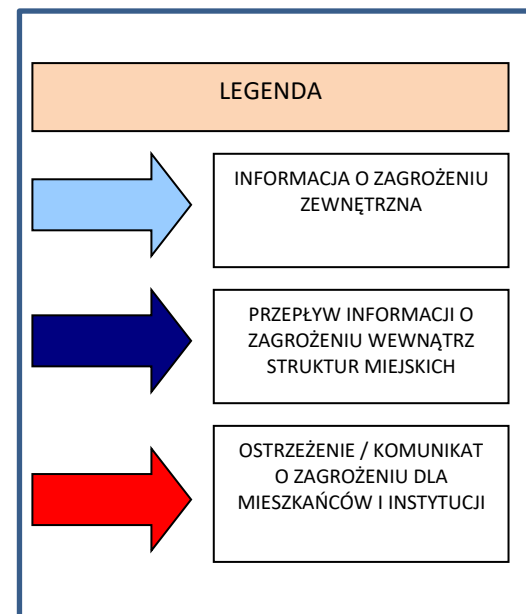 LEGENDA
INFORMACJA O ZAGROŻENIU
ZEWNĘTRZNA
PRZEPŁYW INFORMACJI O
ZAGROŻENIU WEWNĄTRZ
STRUKTUR MIEJSKICH
OSTRZEŻENIE / KOMUNIKAT
O ZAGROŻENIU DLA
MIESZKAŃCÓW I INSTYTUCJI